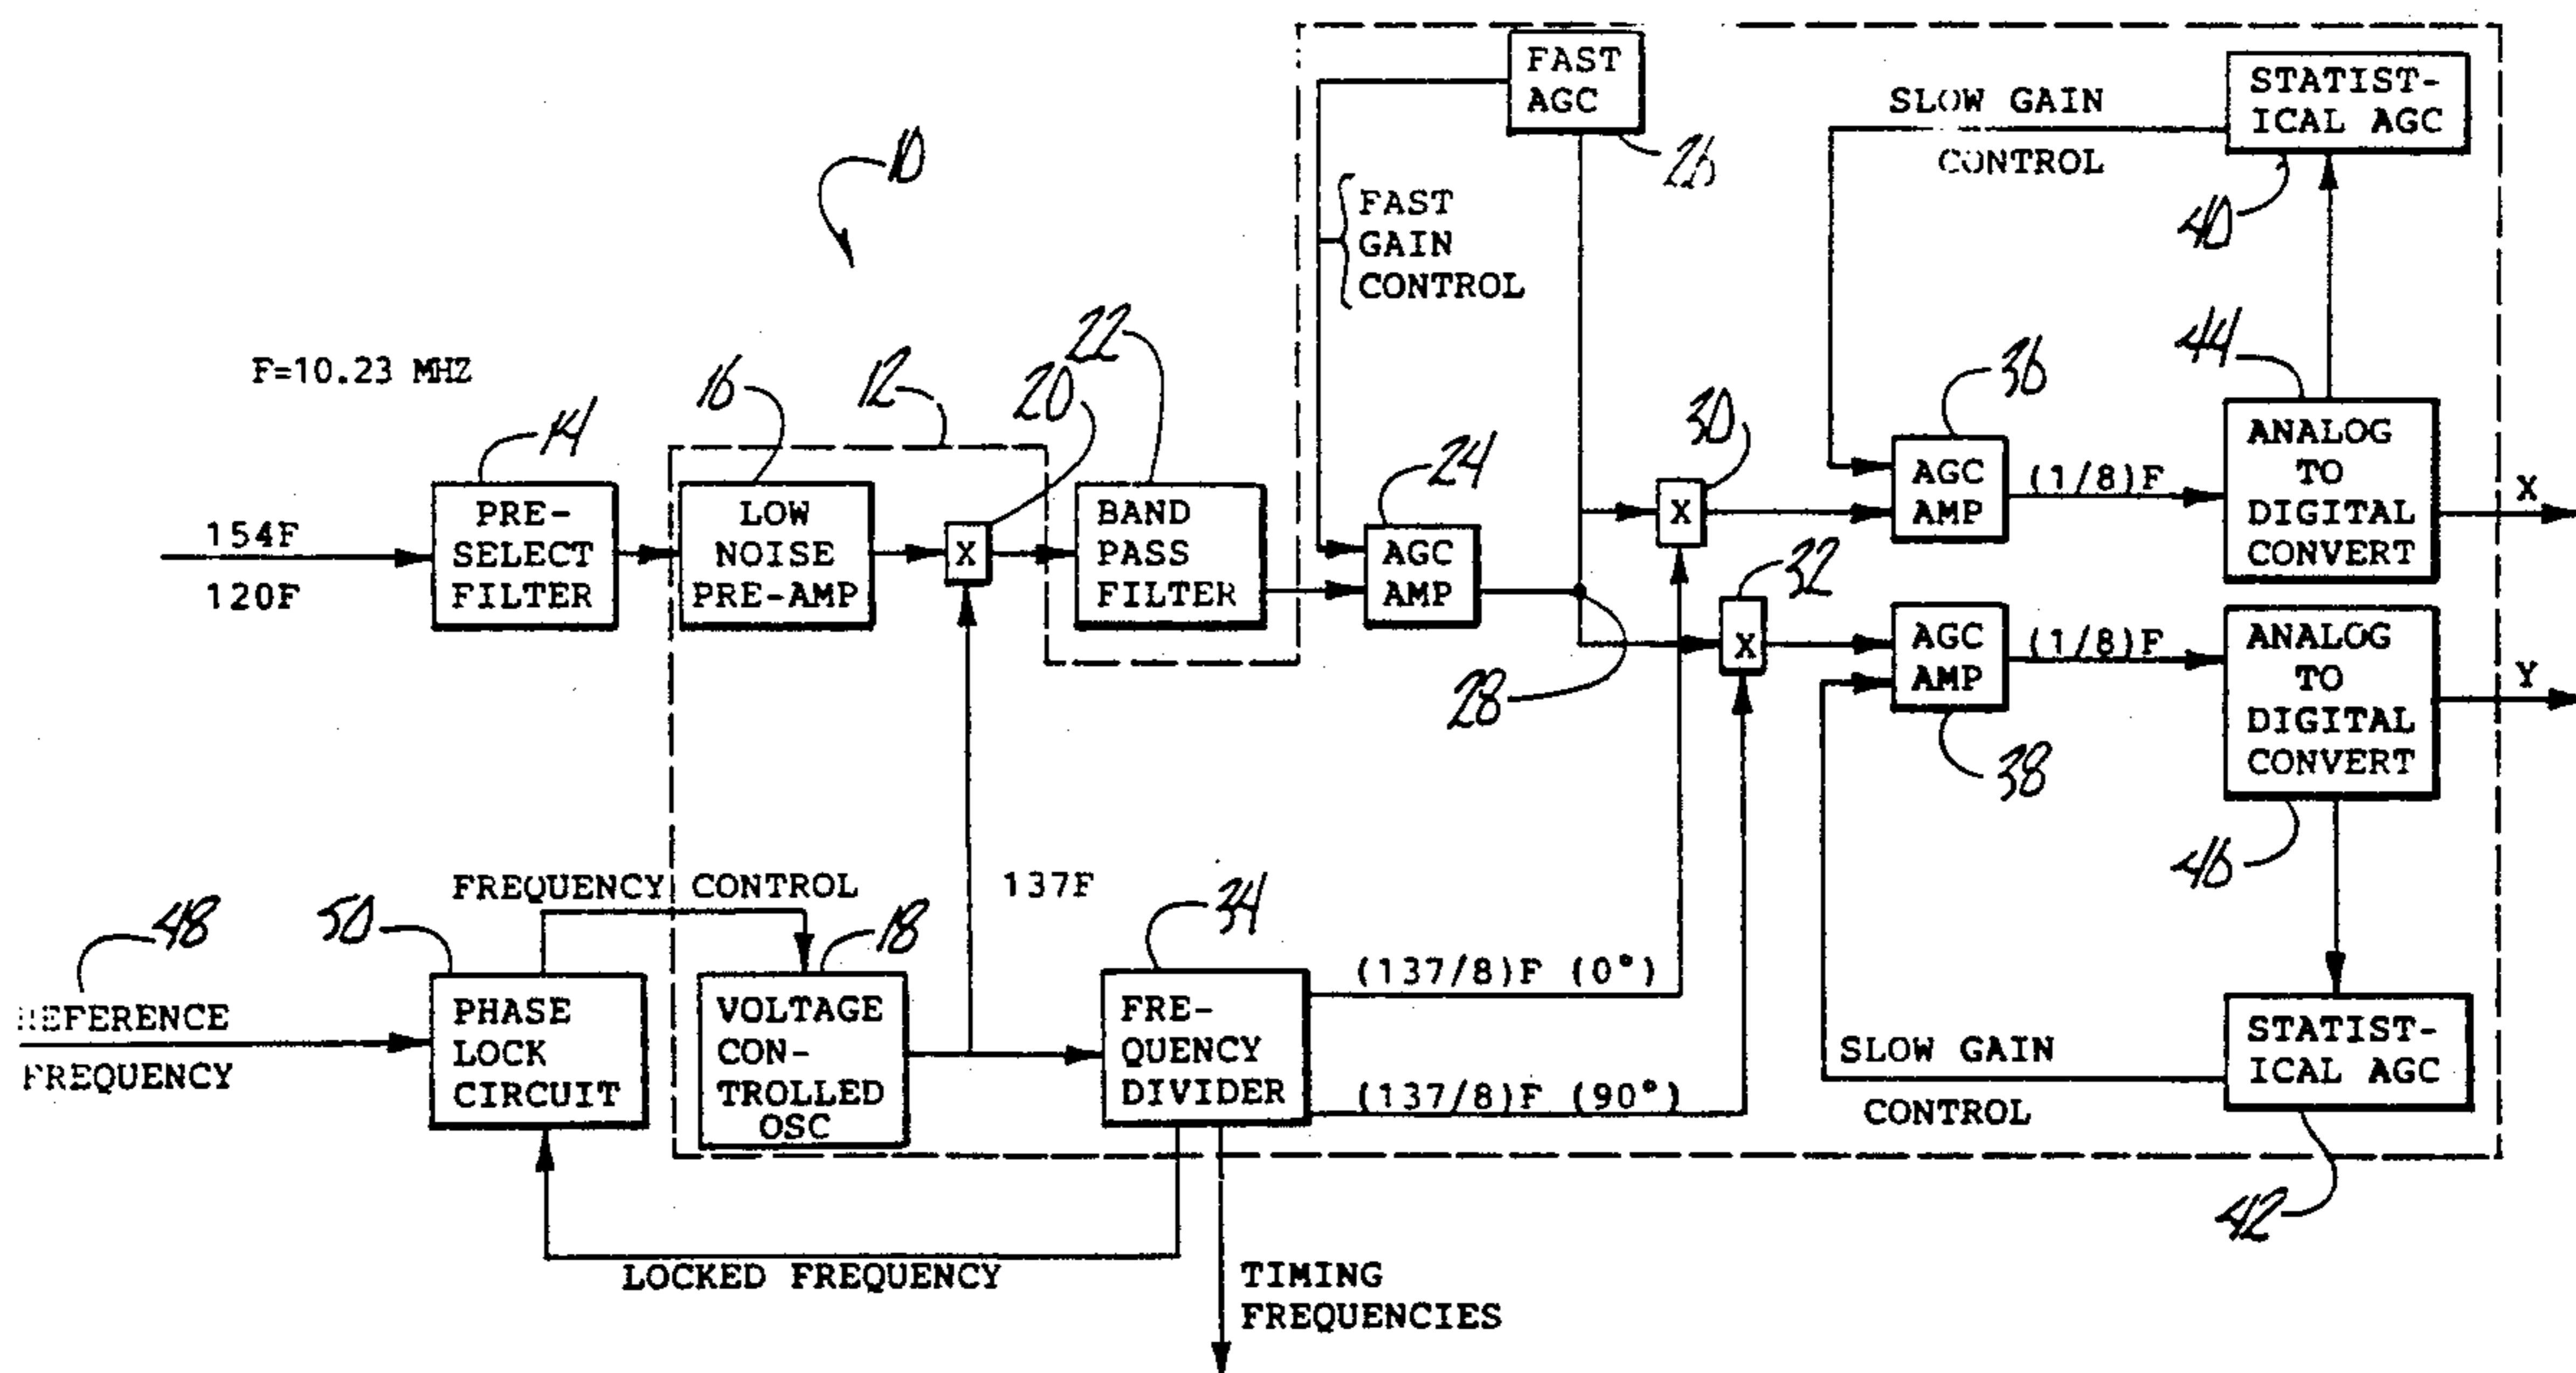 FAST
AGC
26
STATIST-
ICAL AGC
40
SLOW GAIN
CONTROL
10
FAST
GAIN
CONTROL
F=10.23 MHZ
14
16
12
20
22
24
30
36
44
154F
120F
PRE-
SELECT
FILTER
LOW
NOISE
PRE-AMP
X
BAND
PASS
FILTER
AGC
AMP
28
X
32
X
AGC
AMP
(1/8)F
ANALOG
TO
DIGITAL
CONVERT
X
AGC
AMP
38
(1/8)F
ANALOG
TO
DIGITAL
CONVERT
46
Y
FREQUENCY CONTROL
137F
48
50
18
34
REFERENCE
FREQUENCY
PHASE
LOCK
CIRCUIT
VOLTAGE
CON-
TROLLED
OSC
FRE-
QUENCY
DIVIDER
(137/8)F (0°)
(137/8)F (90°)
SLOW GAIN
CONTROL
STATIST-
ICAL AGC
42
LOCKED FREQUENCY
TIMING
FREQUENCIES